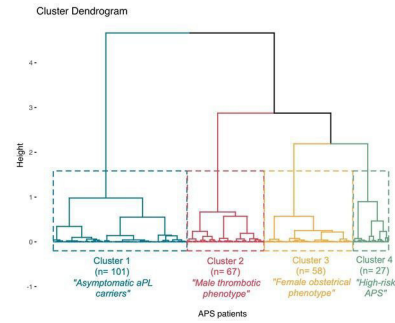 Cluster Dendrogram
4
3
2
1
0
-1
Height
Cluster 1
(n= 101)
"Asymptomatic aPL
carriers"
Cluster 2
(n= 67)
"Male thrombotic
phenotype"
Cluster 3
(n= 58)
"Female obstetrical
phenotype"
Cluster 4
(n= 27)
"High-risk
APS"
APS patients